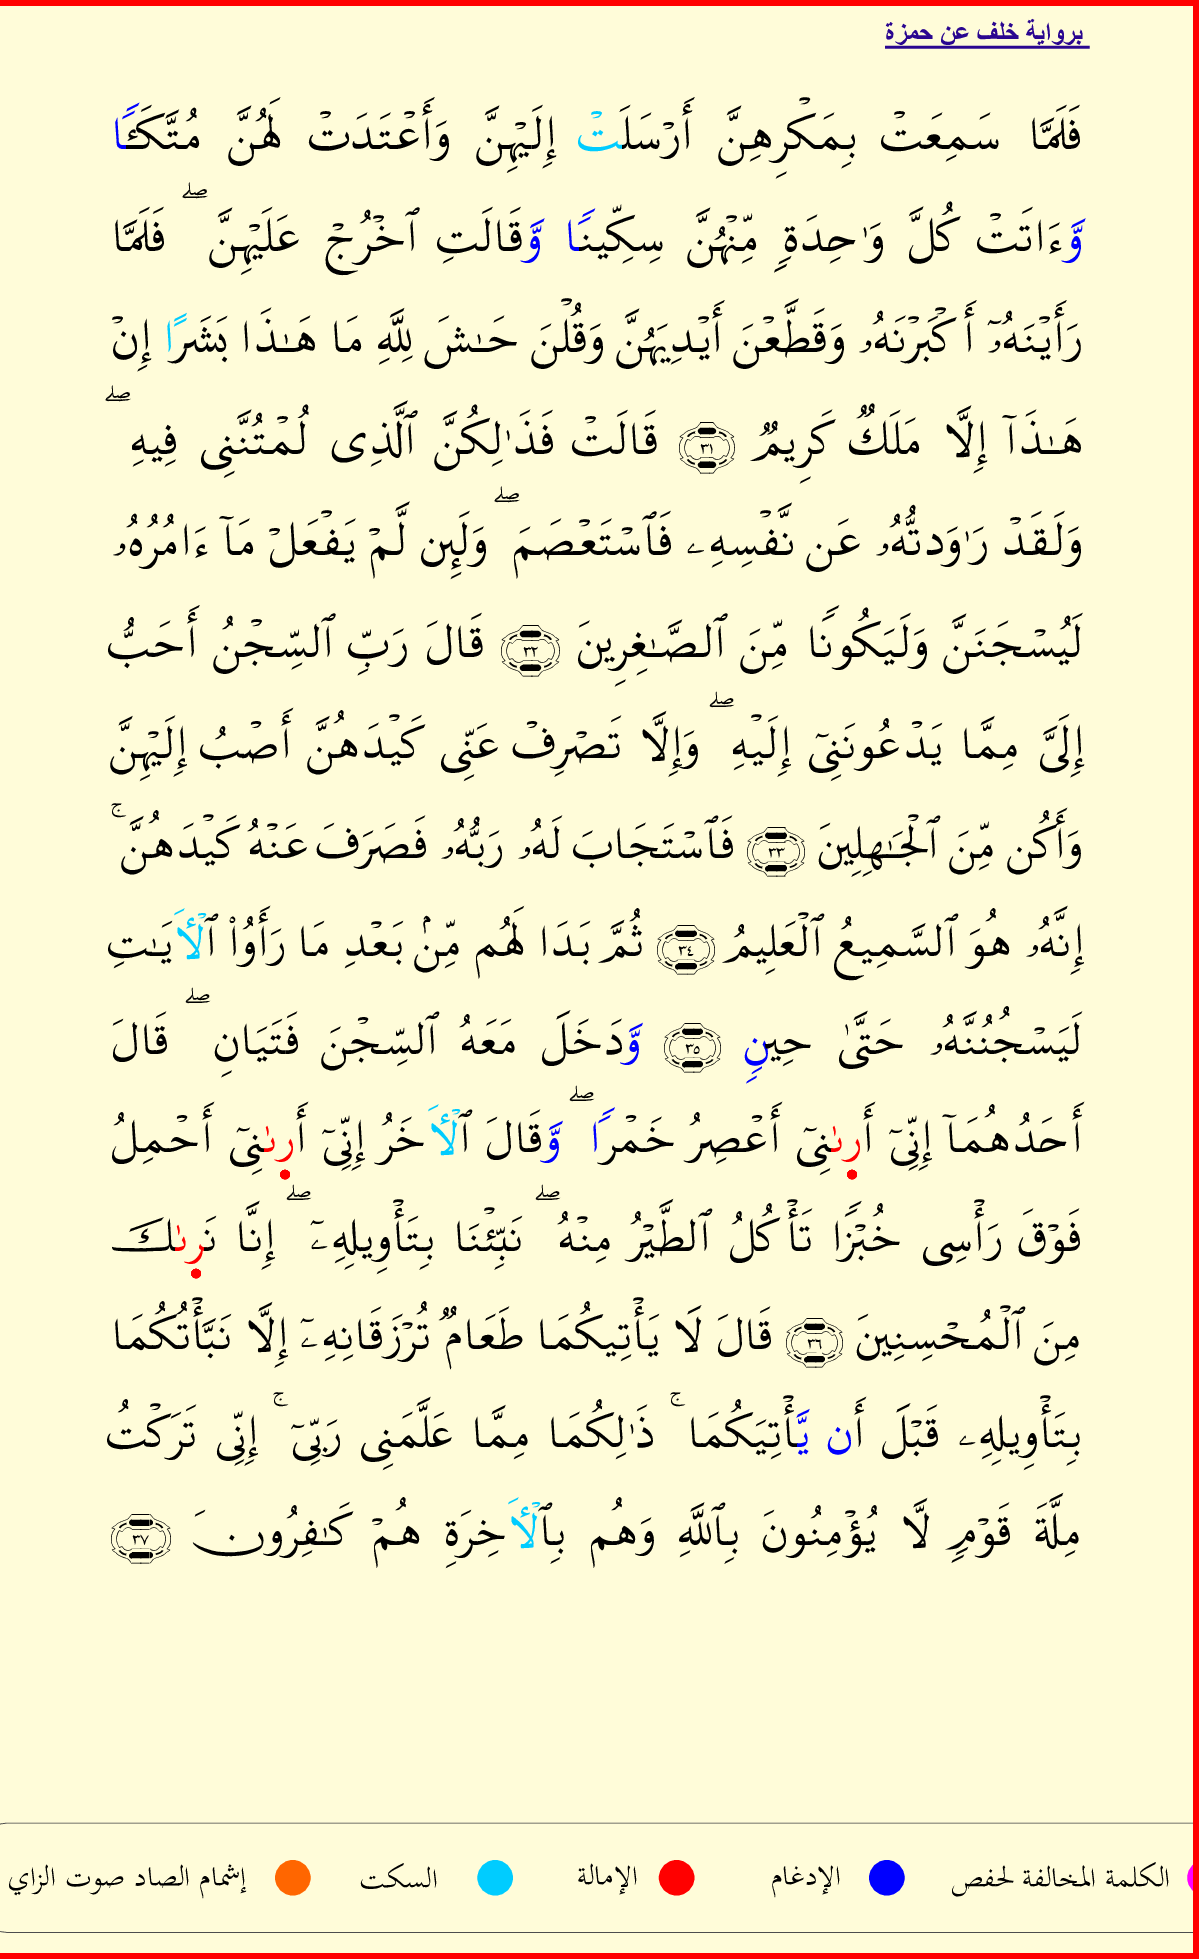 برواية خلف عن حمزة
فَلَمَّا سَمِعَتۡ بِمَكۡرِهِنَّ أَرۡسَلَتۡ إِلَيۡهِنَّ وَأَعۡتَدَتۡ لَهُنَّ مُتَّكَـٔٗا
وَّءَاتَتۡ كُلَّ وَٰحِدَةٖ مِّنۡهُنَّ سِكِّينٗا وَّقَالَتِ ٱخۡرُجۡ عَلَيۡهِنَّۖ فَلَمَّا
رَأَيۡنَهُۥٓ أَكۡبَرۡنَهُۥ وَقَطَّعۡنَ أَيۡدِيَهُنَّ وَقُلۡنَ حَٰشَ لِلَّهِ مَا هَٰذَا بَشَرًا إِنۡ
هَٰذَآ إِلَّا مَلَكٞ كَرِيمٞ ٣١ قَالَتۡ فَذَٰلِكُنَّ ٱلَّذِي لُمۡتُنَّنِي فِيهِۖ
وَلَقَدۡ رَٰوَدتُّهُۥ عَن نَّفۡسِهِۦ فَٱسۡتَعۡصَمَۖ وَلَئِن لَّمۡ يَفۡعَلۡ مَآ ءَامُرُهُۥ
لَيُسۡجَنَنَّ وَلَيَكُونٗا مِّنَ ٱلصَّٰغِرِينَ ٣٢ قَالَ رَبِّ ٱلسِّجۡنُ أَحَبُّ
إِلَيَّ مِمَّا يَدۡعُونَنِيٓ إِلَيۡهِۖ وَإِلَّا تَصۡرِفۡ عَنِّي كَيۡدَهُنَّ أَصۡبُ إِلَيۡهِنَّ
وَأَكُن مِّنَ ٱلۡجَٰهِلِينَ ٣٣ فَٱسۡتَجَابَ لَهُۥ رَبُّهُۥ فَصَرَفَ عَنۡهُ كَيۡدَهُنَّۚ
إِنَّهُۥ هُوَ ٱلسَّمِيعُ ٱلۡعَلِيمُ ٣٤ ثُمَّ بَدَا لَهُم مِّنۢ بَعۡدِ مَا رَأَوُاْ ٱلۡأٓيَٰتِ
لَيَسۡجُنُنَّهُۥ حَتَّىٰ حِينٖ ٣٥ وَّدَخَلَ مَعَهُ ٱلسِّجۡنَ فَتَيَانِۖ قَالَ
أَحَدُهُمَآ إِنِّيٓ أَرىٰنِيٓ أَعۡصِرُ خَمۡرٗاۖ وَّقَالَ ٱلۡأٓخَرُ إِنِّيٓ أَرىٰنِيٓ أَحۡمِلُ
فَوۡقَ رَأۡسِي خُبۡزٗا تَأۡكُلُ ٱلطَّيۡرُ مِنۡهُۖ نَبِّئۡنَا بِتَأۡوِيلِهِۦٓۖ إِنَّا نَرىٰكَ
مِنَ ٱلۡمُحۡسِنِينَ ٣٦ قَالَ لَا يَأۡتِيكُمَا طَعَامٞ تُرۡزَقَانِهِۦٓ إِلَّا نَبَّأۡتُكُمَا
بِتَأۡوِيلِهِۦ قَبۡلَ أَن يَّأۡتِيَكُمَاۚ ذَٰلِكُمَا مِمَّا عَلَّمَنِي رَبِّيٓۚ إِنِّي تَرَكۡتُ
مِلَّةَ قَوۡمٖ لَّا يُؤۡمِنُونَ بِٱللَّهِ وَهُم بِٱلۡأٓخِرَةِ هُمۡ كَٰفِرُونَ ٣٧
الكلمة المخالفة لحفص الإدغام الإمالة السكت إشمام الصاد صوت الزاي